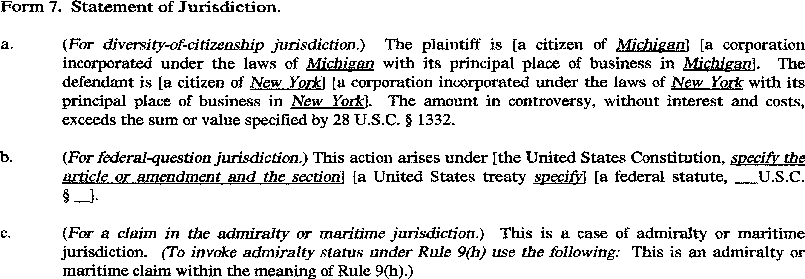 Form 7. Statement of Jurisdiction.
a. (For diversity-of-citizenship jurisdiction.) The plaintiff is [a citizen of Michigan] [a corporation
incorporated under the laws of Michigan with its principal place of business in Michigan]. The
defendant is [a citizen of New York] [a corporation incorporated under the laws of New York with its
principal place of business in New York]. The amount in controversy, without interest and costs,
exceeds the sum or value specified by 28 U.S.C. § 1332.
b. (For federal-question jurisdiction.) This action arises under [the United States Constitution, specify the
article or amendment and the section] [a United States treaty specify] [a federal statute, ___U.S.C.
§ __].
c. (For a claim in the admiralty or maritime jurisdiction.) This is a case of admiralty or maritime
jurisdiction. (To invoke admiralty status under Rule 9(h) use the following: This is an admiralty or
maritime claim within the meaning of Rule 9(h).)